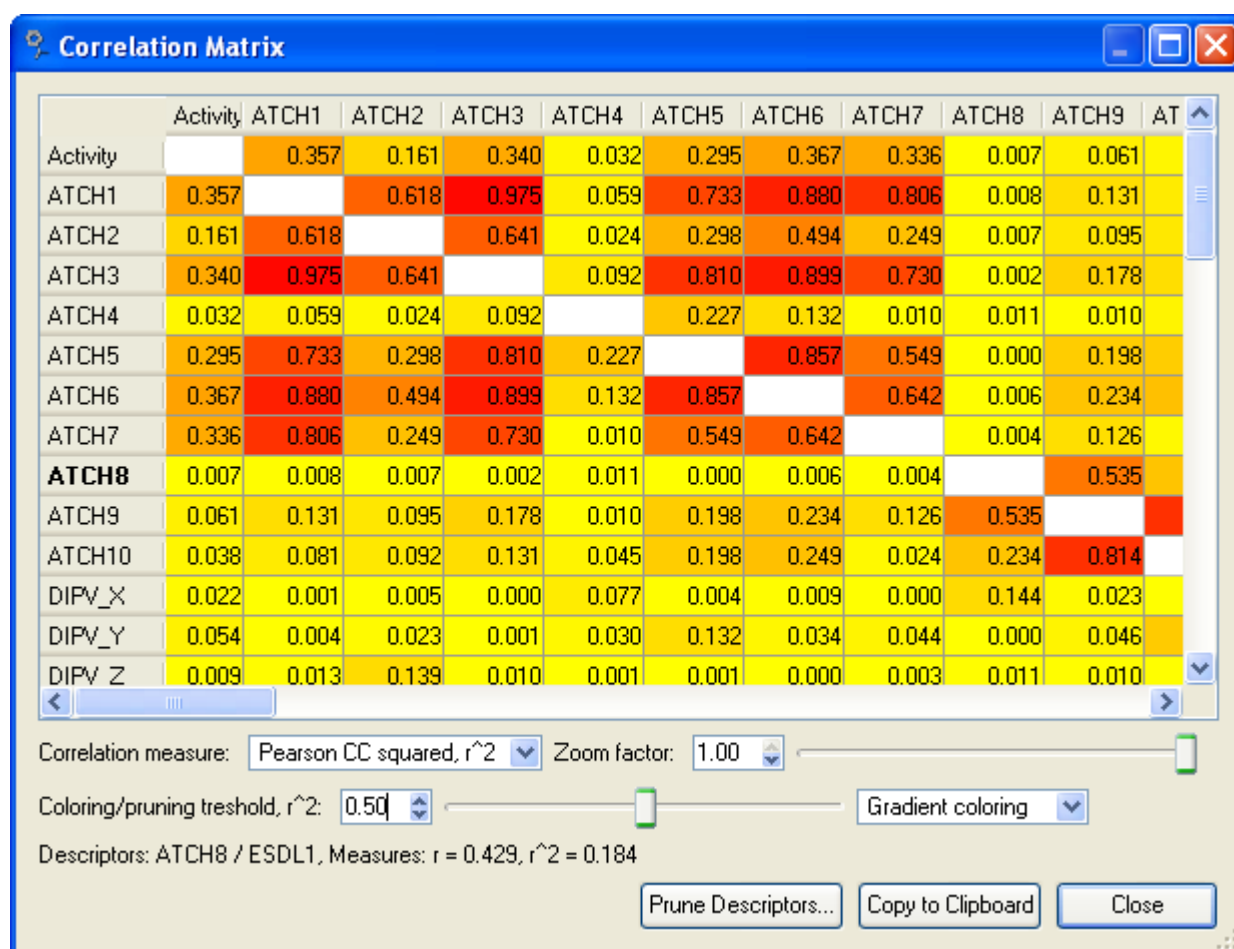 Correlation Matrix
Activity ATCH1 ATCH2 ATCH3 ATCH4 ATCH5 ATCH6 ATCH7 ATCH8 ATCH9 AT
Activity 0.357 0.161 0.340 0.032 0.295 0.367 0.336 0.007 0.061
ATCH1 0.357 0.618 0.975 0.059 0.733 0.880 0.806 0.008 0.131
ATCH2 0.161 0.618 0.641 0.024 0.298 0.494 0.249 0.007 0.095
ATCH3 0.340 0.975 0.641 0.092 0.810 0.899 0.730 0.002 0.178
ATCH4 0.032 0.059 0.024 0.092 0.227 0.132 0.010 0.011 0.010
ATCH5 0.295 0.733 0.298 0.810 0.227 0.857 0.549 0.000 0.198
ATCH6 0.367 0.880 0.494 0.899 0.132 0.857 0.642 0.006 0.234
ATCH7 0.336 0.806 0.249 0.730 0.010 0.549 0.642 0.004 0.126
ATCH8 0.007 0.008 0.007 0.002 0.011 0.000 0.006 0.004 0.535
ATCH9 0.061 0.131 0.095 0.178 0.010 0.198 0.234 0.126 0.535
ATCH10 0.038 0.081 0.092 0.131 0.045 0.198 0.249 0.024 0.234 0.814
DIPV_X 0.022 0.001 0.005 0.000 0.077 0.004 0.009 0.000 0.144 0.023
DIPV_Y 0.054 0.004 0.023 0.001 0.030 0.132 0.034 0.044 0.000 0.046
DIPV_Z 0.009 0.013 0.139 0.010 0.001 0.001 0.000 0.003 0.011 0.010
Correlation measure: Pearson CC squared, r^2 Zoom factor: 1.00
Coloring/pruning treshold, r^2: 0.50 Gradient coloring
Descriptors: ATCH8 / ESDL1, Measures: r = 0.429, r^2 = 0.184
Prune Descriptors... Copy to Clipboard Close